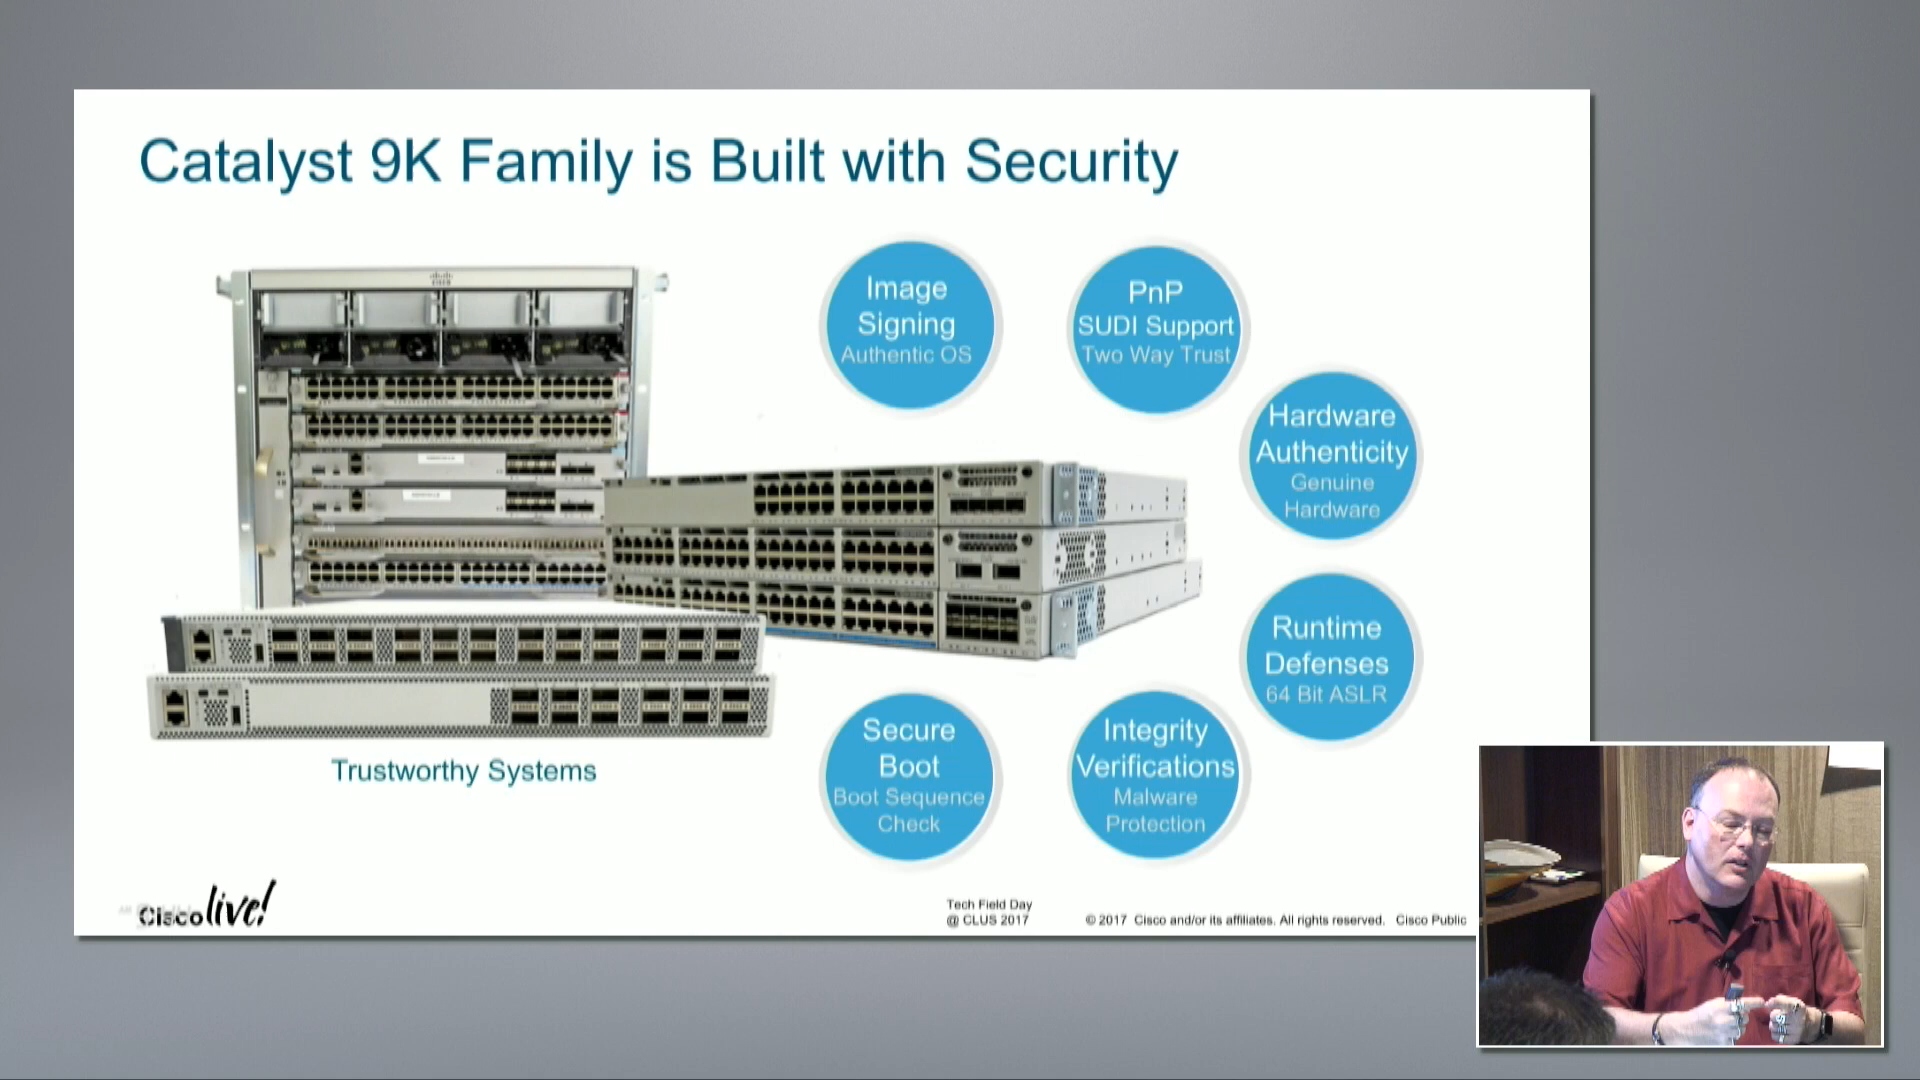 Catalyst 9K Family is Built with Security
Image
Signing
Authentic OS
PnP
SUDI Support
Two Way Trust
Hardware
Authenticity
Genuine
Hardware
Runtime
Defenses
64 Bit ASLR
Secure
Boot
Boot Sequence
Check
Integrity
Verifications
Malware
Protection
Trustworthy Systems
Cisco live!
Tech Field Day
@ CLUS 2017
© 2017 Cisco and/or its affiliates. All rights reserved. Cisco Public